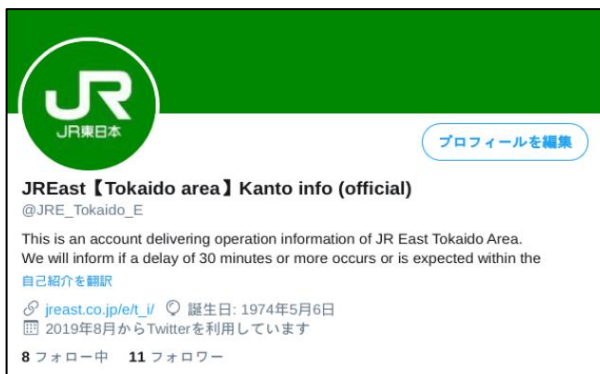 JR
JR東日本
プロフィールを編集
JREast【Tokaido area】Kanto info (official)
@JRE_Tokaido_E
This is an account delivering operation information of JR East Tokaido Area.
We will inform if a delay of 30 minutes or more occurs or is expected within the
自己紹介を翻訳
jreast.co.jp/e/t_i/ 誕生日: 1974年5月6日
2019年8月からTwitterを利用しています
8 フォロー中 11 フォロワー